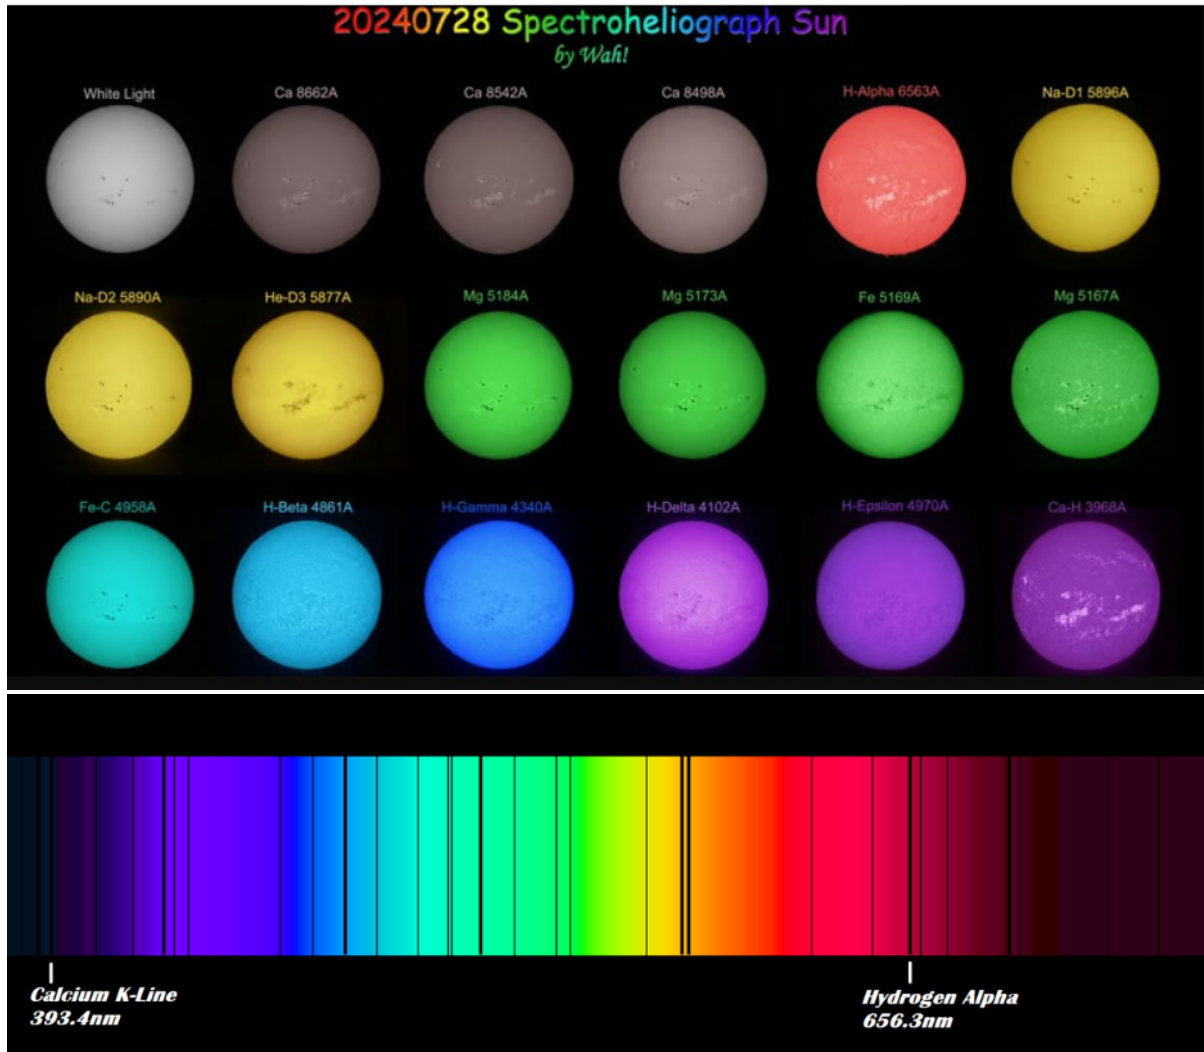 20240728 Spectroheliograph Sun
by Wah!
White Light
Ca 8662A
Ca 8542A
Ca 8498A
H-Alpha 6563A
Na-D1 5896A
Na-D2 5890A
He-D3 5877A
Mg 5184A
Mg 5173A
Fe 5169A
Mg 5167A
Fe-C 4958A
H-Beta 4861A
H-Gamma 4340A
H-Delta 4102A
H-Epsilon 4970A
Ca-H 3968A
Calcium K-Line
393.4nm
Hydrogen Alpha
656.3nm